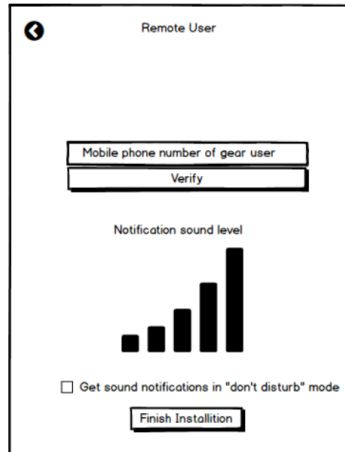 Remote User
Mobile phone number of gear user
Verify
Notification sound level
Get sound notifications in "don't disturb" mode
Finish Installition